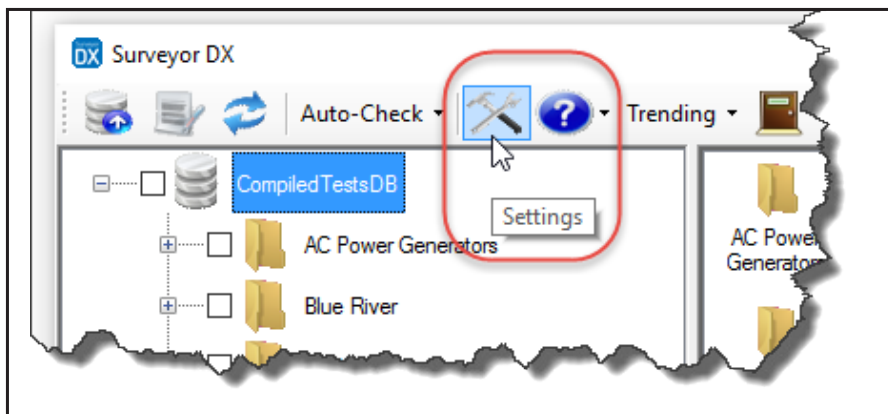 DX Surveyor DX
Auto-Check ? Trending
CompiledTestsDB
Settings
AC Power Generators
Blue River
AC Power
Generators